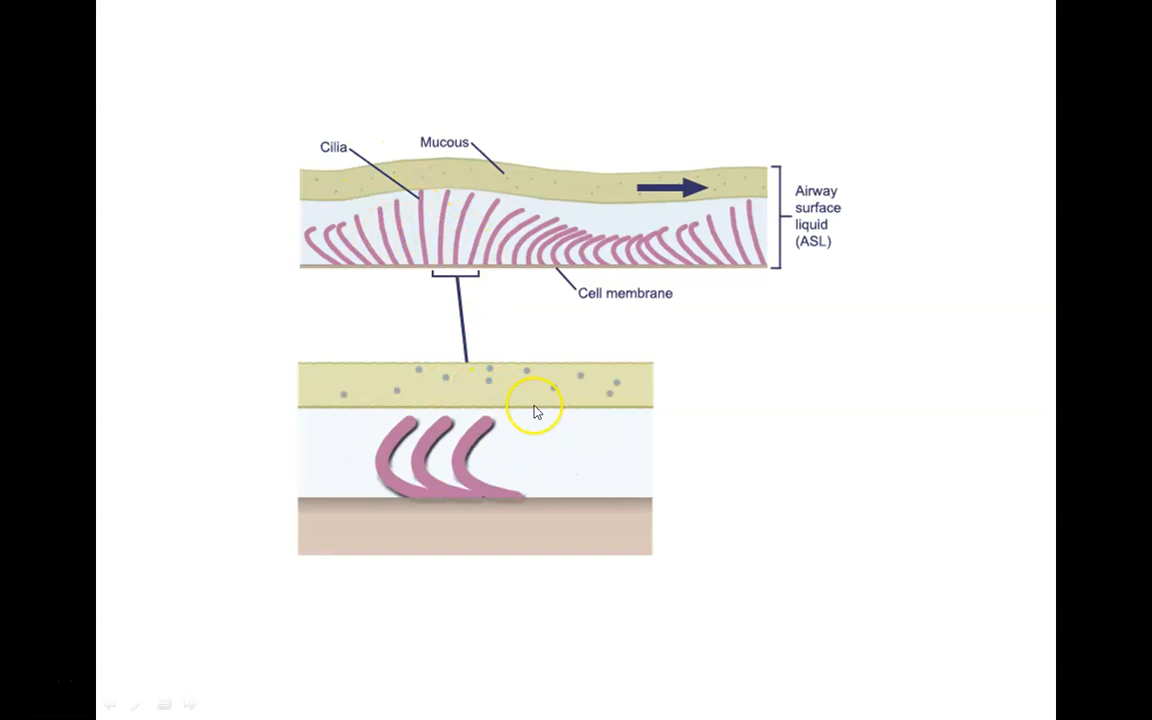 Cilia
Mucous
Airway
surface
liquid
(ASL)
Cell membrane